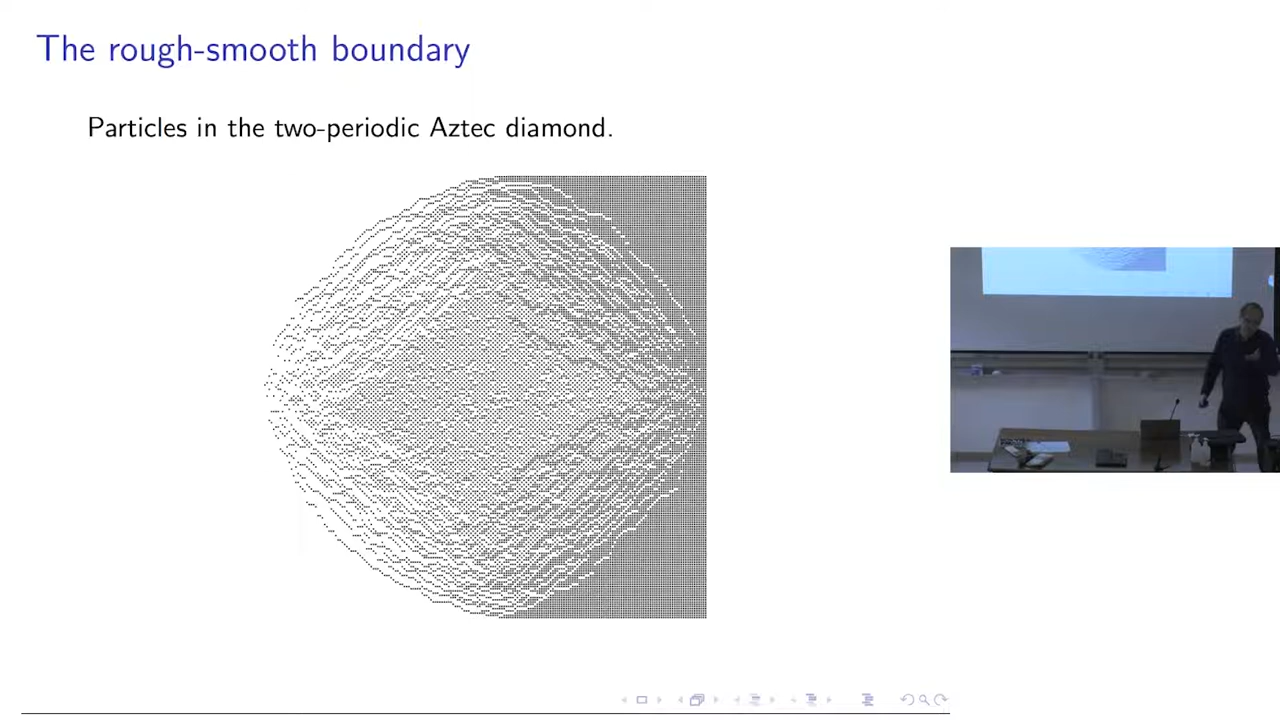 The rough-smooth boundary
Particles in the two-periodic Aztec diamond.